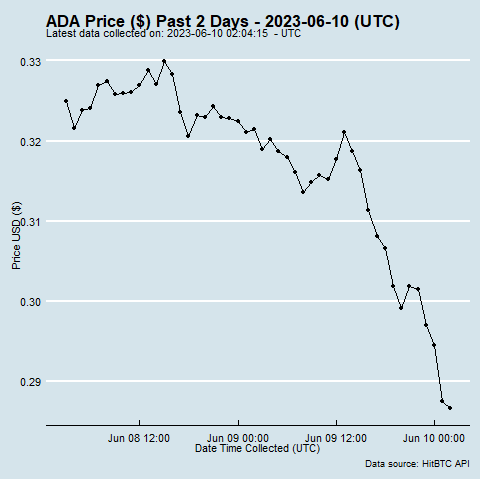 ADA Price ($) Past 2 Days - 2023-06-10 (UTC)
Latest data collected on: 2023-06-10 02:04:15 - UTC
0.33
0.32
0.31
0.30
0.29
Price USD ($)
Jun 08 12:00
Jun 09 00:00
Jun 09 12:00
Jun 10 00:00
Date Time Collected (UTC)
Data source: HitBTC API